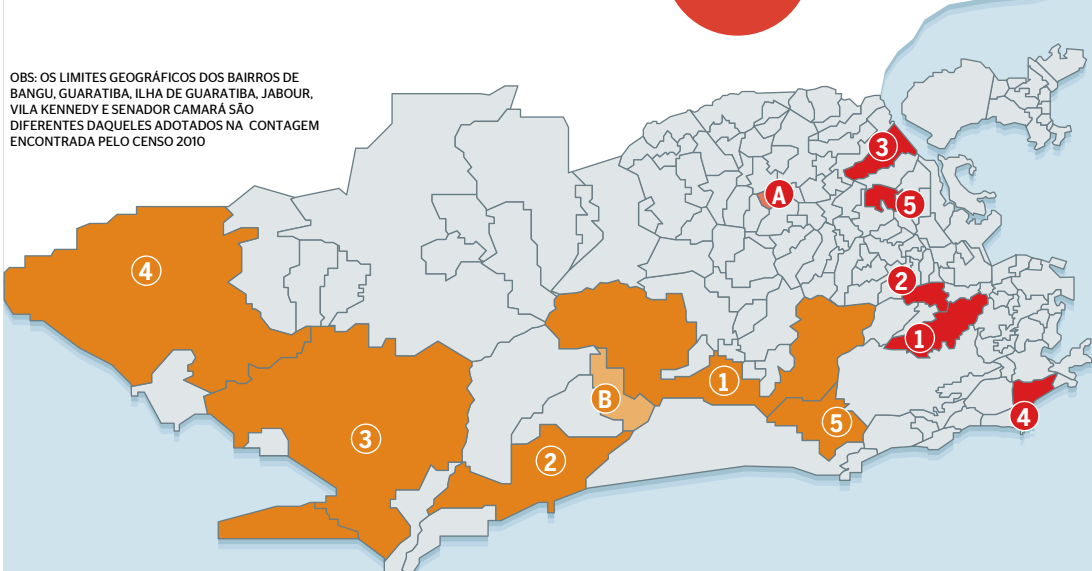 OBS: OS LIMITES GEOGRÁFICOS DOS BAIRROS DE
BANGU, GUARATIBA, ILHA DE GUARATIBA, JABOUR,
VILA KENNEDY E SENADOR CAMARÁ SÃO
DIFERENTES DAQUELES ADOTADOS NA CONTAGEM
ENCONTRADA PELO CENSO 2010
3
A
5
4
2
1
1
B
4
5
3
2